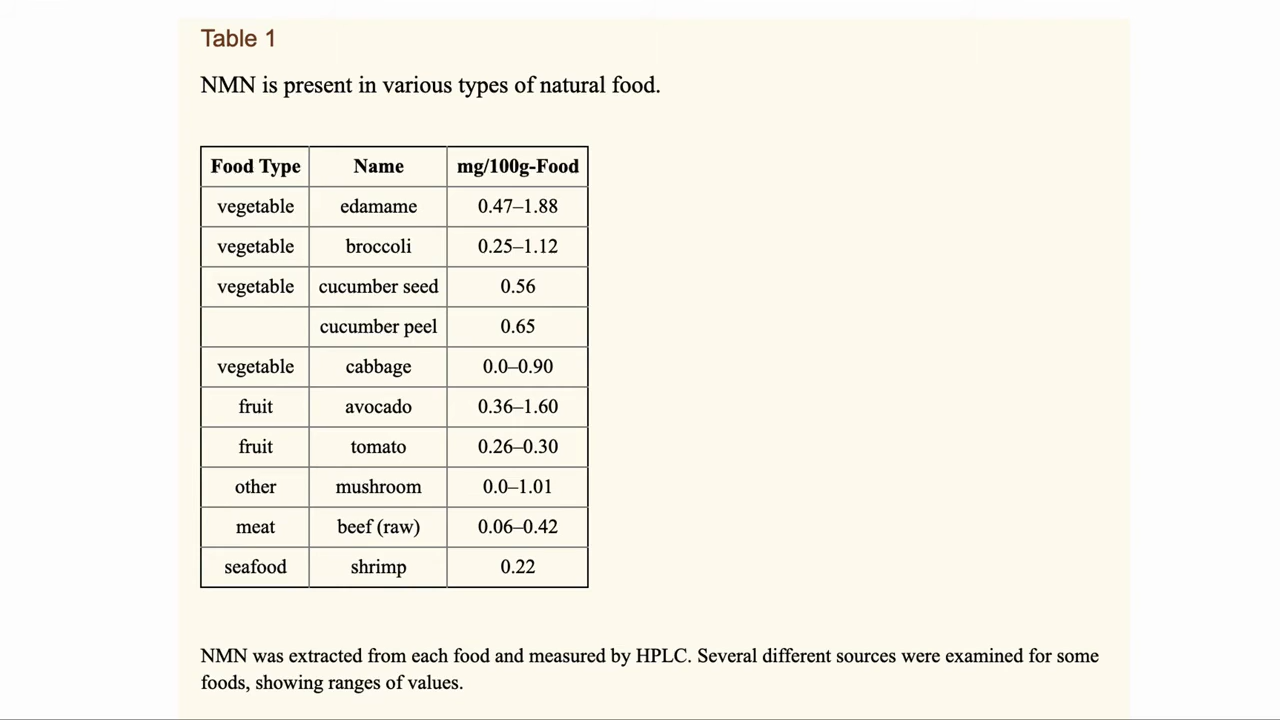 Table 1
NMN is present in various types of natural food.
Food Type Name mg/100g-Food
vegetable edamame 0.47–1.88
vegetable broccoli 0.25–1.12
vegetable cucumber seed 0.56
cucumber peel 0.65
vegetable cabbage 0.0–0.90
fruit avocado 0.36–1.60
fruit tomato 0.26–0.30
other mushroom 0.0–1.01
meat beef (raw) 0.06–0.42
seafood shrimp 0.22
NMN was extracted from each food and measured by HPLC. Several different sources were examined for some
foods, showing ranges of values.